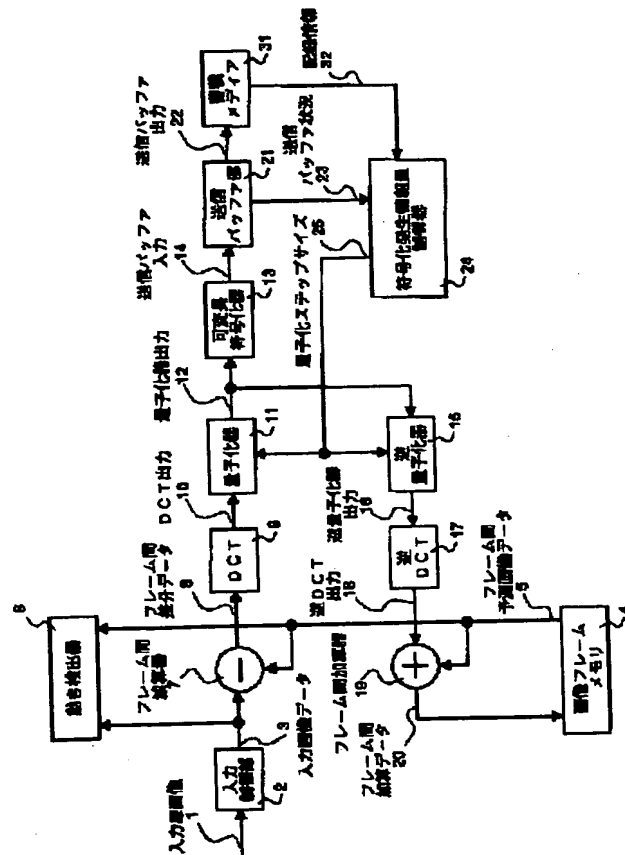 入力原画像
1
入力
制御部
2
3
入力画像データ
動き検出器
6
フレーム間
減算器
7
フレーム間
差分データ
8
DCT
9
DCT出力
10
量子化器
11
量子化器出力
12
可変長
符号化器
13
送信バッファ
入力
14
送信
バッファ部
21
送信バッファ
出力
22
蓄積
メディア
31
記録情報
32
送信
バッファ状況
23
符号化発生情報量
制御器
24
量子化ステップサイズ
25
逆
量子化器
15
逆量子化器
出力
16
逆
DCT
17
逆DCT
出力
18
フレーム間加算器
19
フレーム間
加算データ
20
フレーム間
予測画像データ
5
画像フレーム
メモリ
4